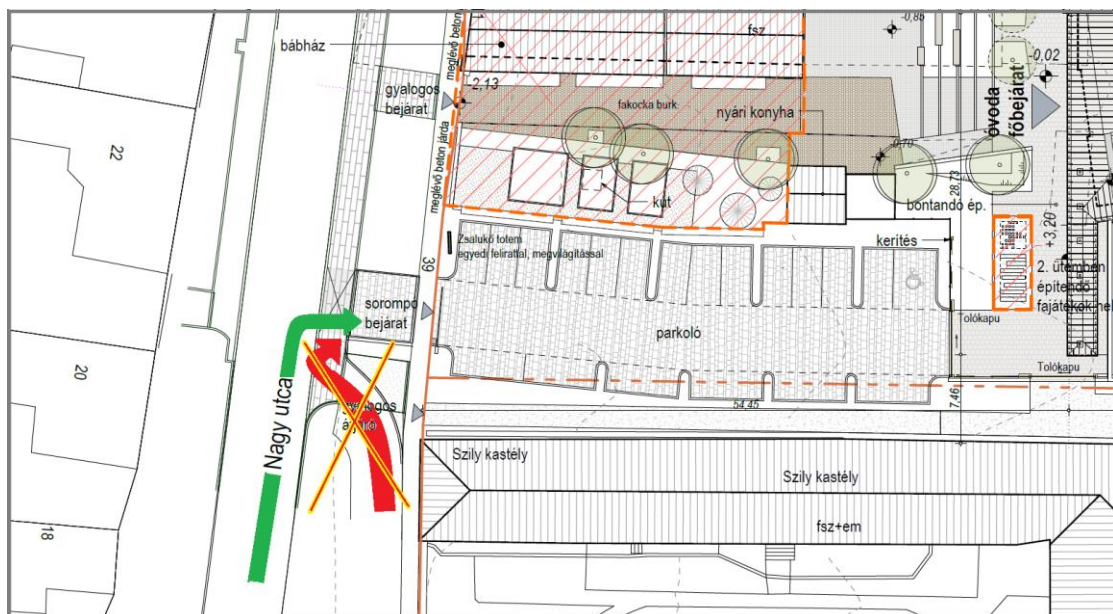 bábház
fsz
-0,85
-0,02
óvoda
főbejárat
meglévő beton
-2,13
gyalogos
bejárat
fakocka burk.
nyári konyha
22
meglévő beton járda
-0,70
28,73
bontandó ép.
kút
+3,20
Zsalukő totem
egyedi felirattal, megvilágítással
kerítés
39
2. ütemben
építendő
fajátékok hel
sorompó
bejárat
parkoló
Tolókapu
Tolókapu
20
Nagy utca
54,45
7,46
Szily kastély
Szily kastély
fsz+em
18